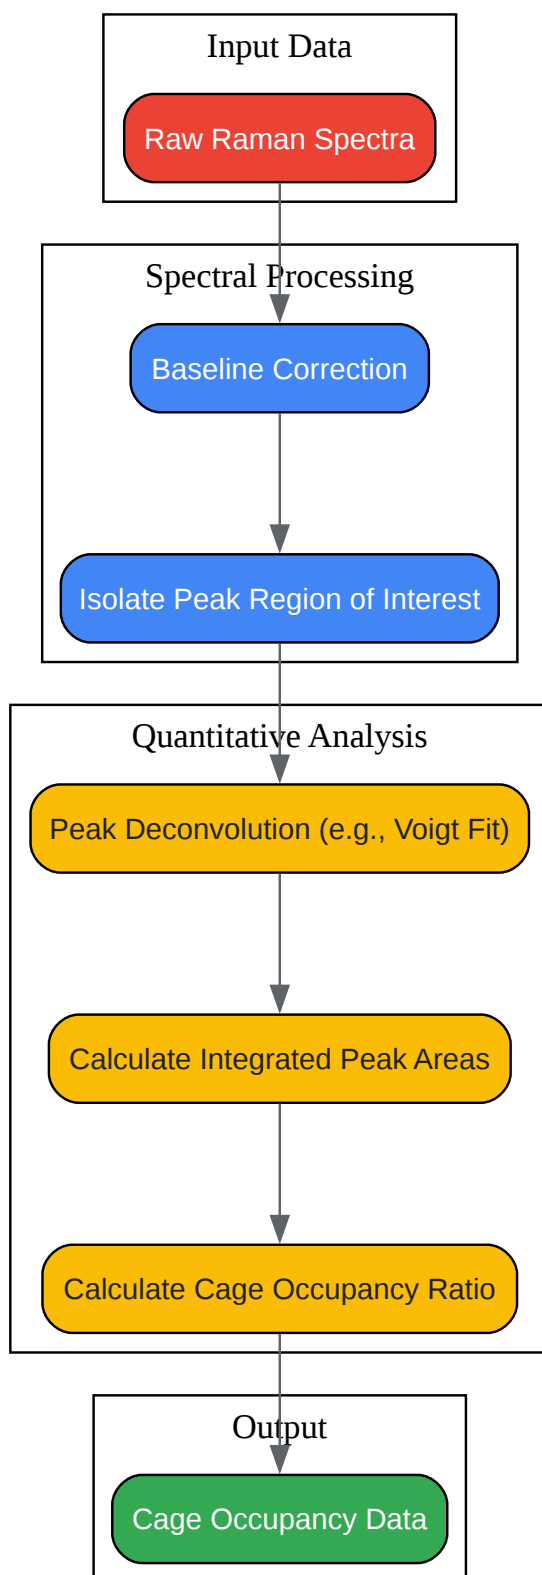 Input Data
Raw Raman Spectra
Spectral Processing
Baseline Correction
Isolate Peak Region of Interest
Quantitative Analysis
Peak Deconvolution (e.g., Voigt Fit)
Calculate Integrated Peak Areas
Calculate Cage Occupancy Ratio
Output
Cage Occupancy Data